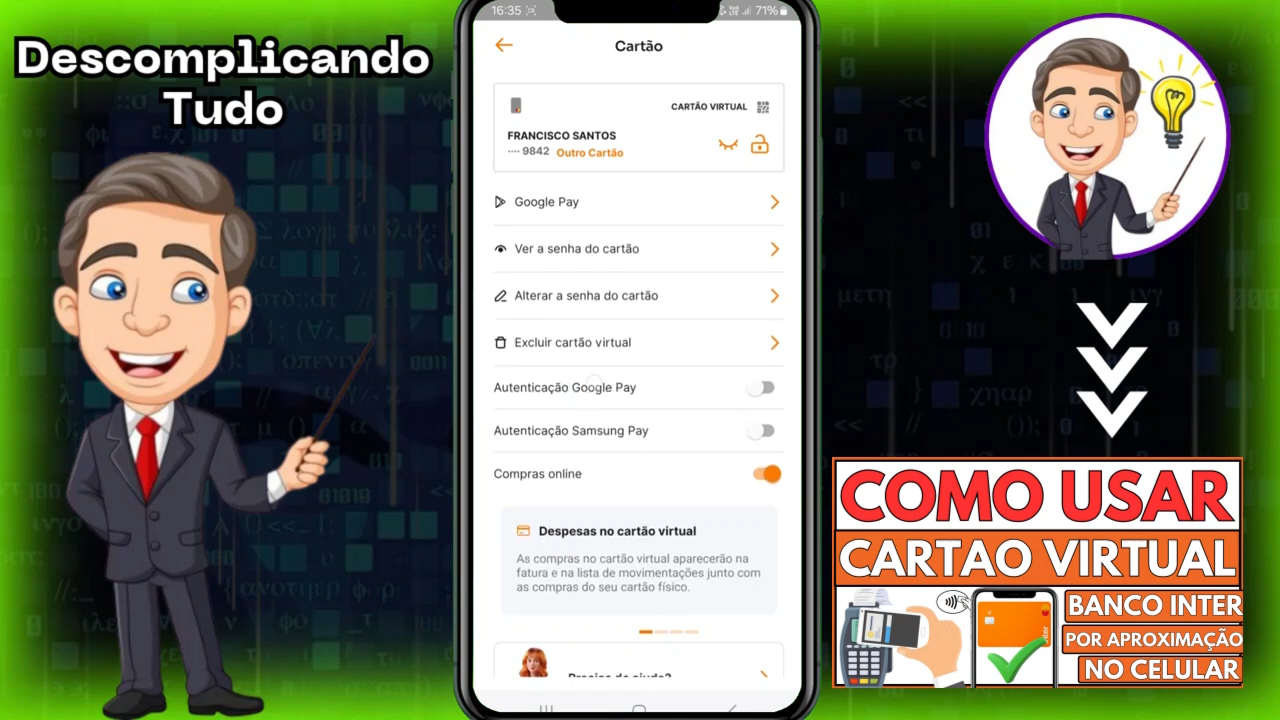 Descomplicando
Tudo
16:35
71%
Cartão
CARTÃO VIRTUAL
FRANCISCO SANTOS
···· 9842 Outro Cartão
Google Pay
Ver a senha do cartão
Alterar a senha do cartão
Excluir cartão virtual
Autenticação Google Pay
Autenticação Samsung Pay
Compras online
Despesas no cartão virtual
As compras no cartão virtual aparecerão na
fatura e na lista de movimentações junto com
as compras do seu cartão físico.
COMO USAR
CARTAO VIRTUAL
BANCO INTER
POR APROXIMAÇÃO
NO CELULAR